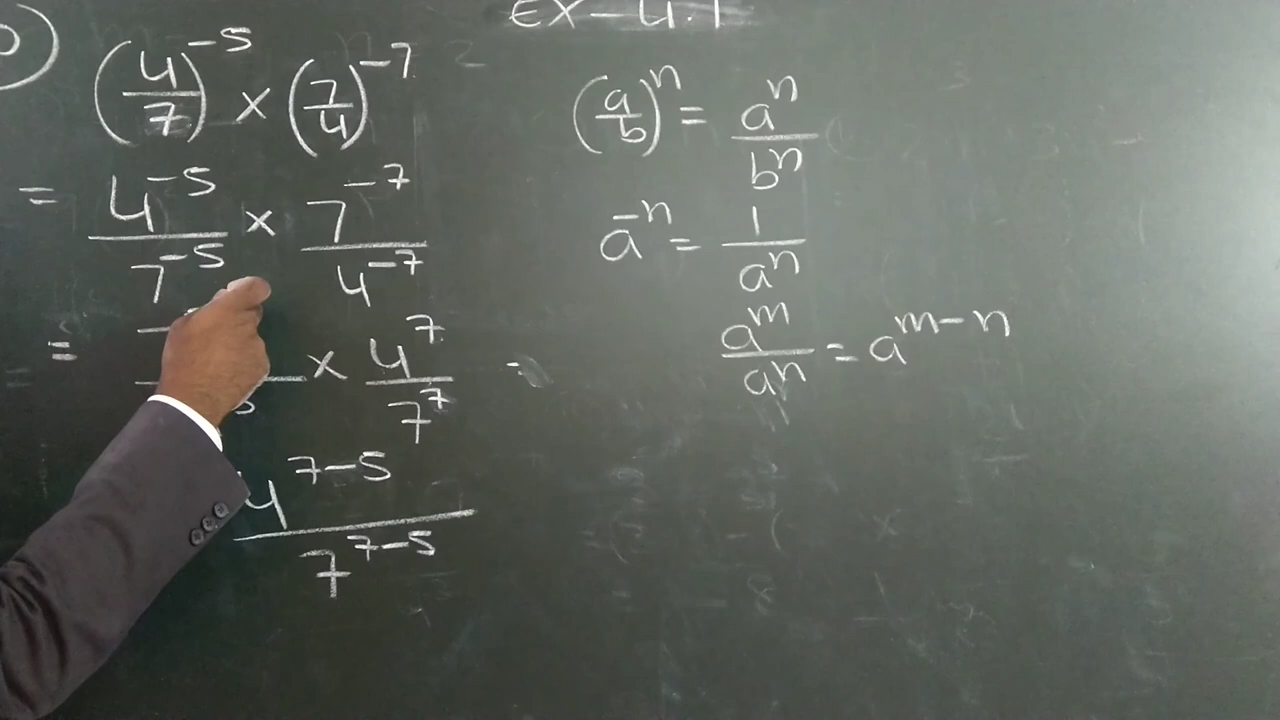 Ex - 4.1
(4/7)^-5 × (7/4)^-7
= 4^-5/7^-5 × 7^-7/4^-7
= × 4^7/7^7
4^7-5/7^7-5
(a/b)^n = a^n/b^n
a^-n = 1/a^n
a^m/a^n = a^m-n